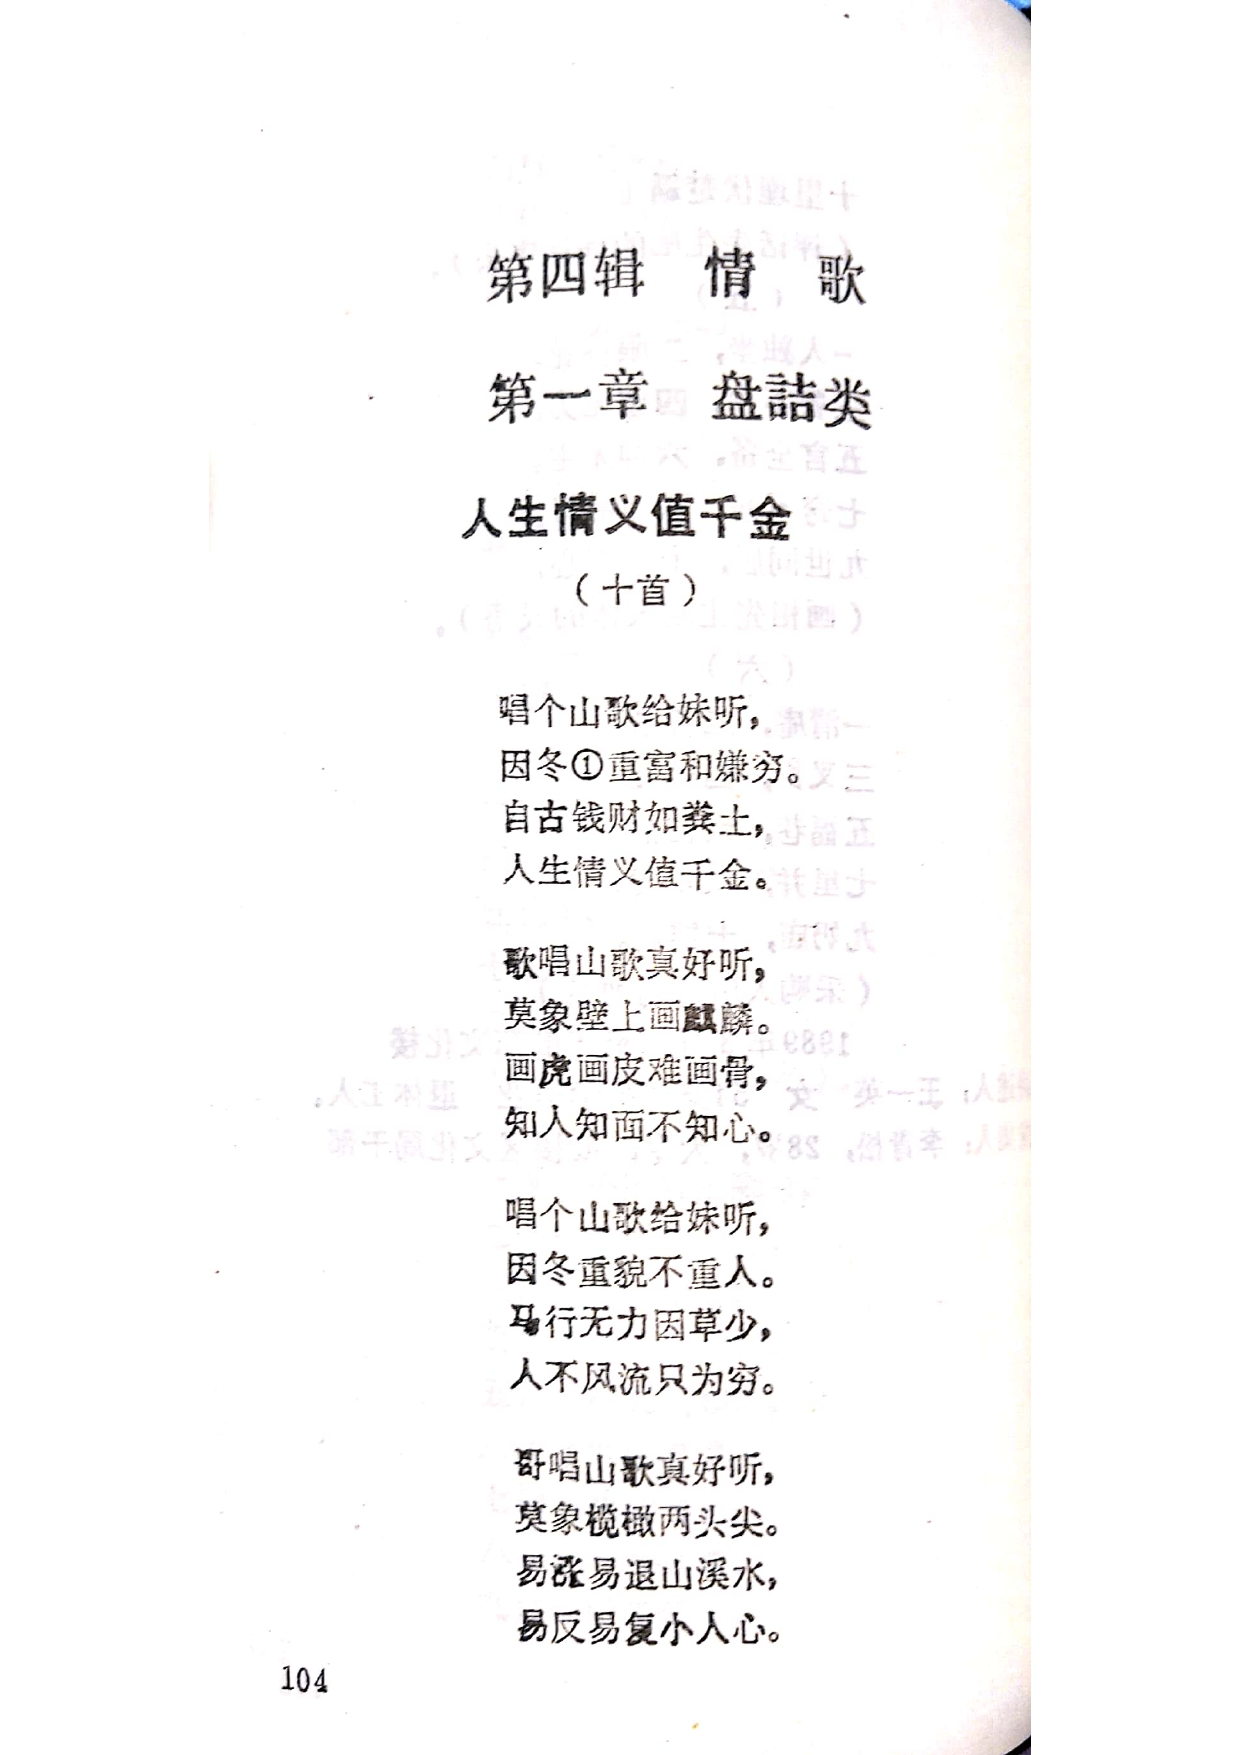 第四辑 情 歌
第一章 盘詰类
人生情义值千金
（十首）
唱个山歌给妹听，
因冬①重富和嫌穷。
自古钱财如粪土，
人生情义值千金。
歌唱山歌真好听，
莫象壁上画麒麟。
画虎画皮难画骨，
知人知面不知心。
唱个山歌给妹听，
因冬重貌不重人。
马行无力因草少，
人不风流只为穷。
哥唱山歌真好听，
莫象榄橄两头尖。
易涨易退山溪水，
易反易复小人心。
104